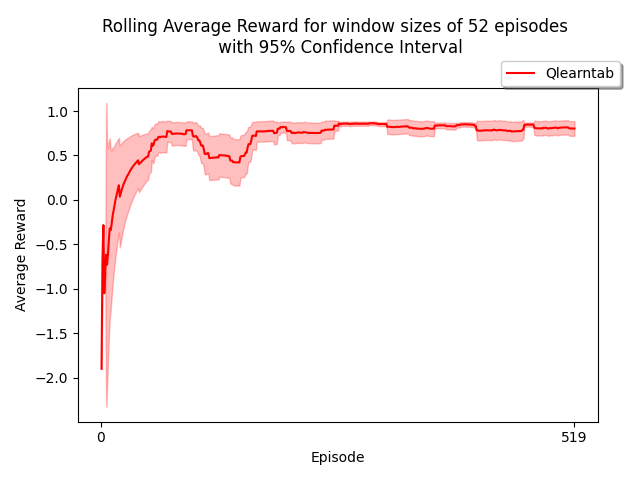 Rolling Average Reward for window sizes of 52 episodes
with 95% Confidence Interval
Qlearntab
1.0
0.5
0.0
−0.5
−1.0
−1.5
−2.0
Average Reward
0
519
Episode